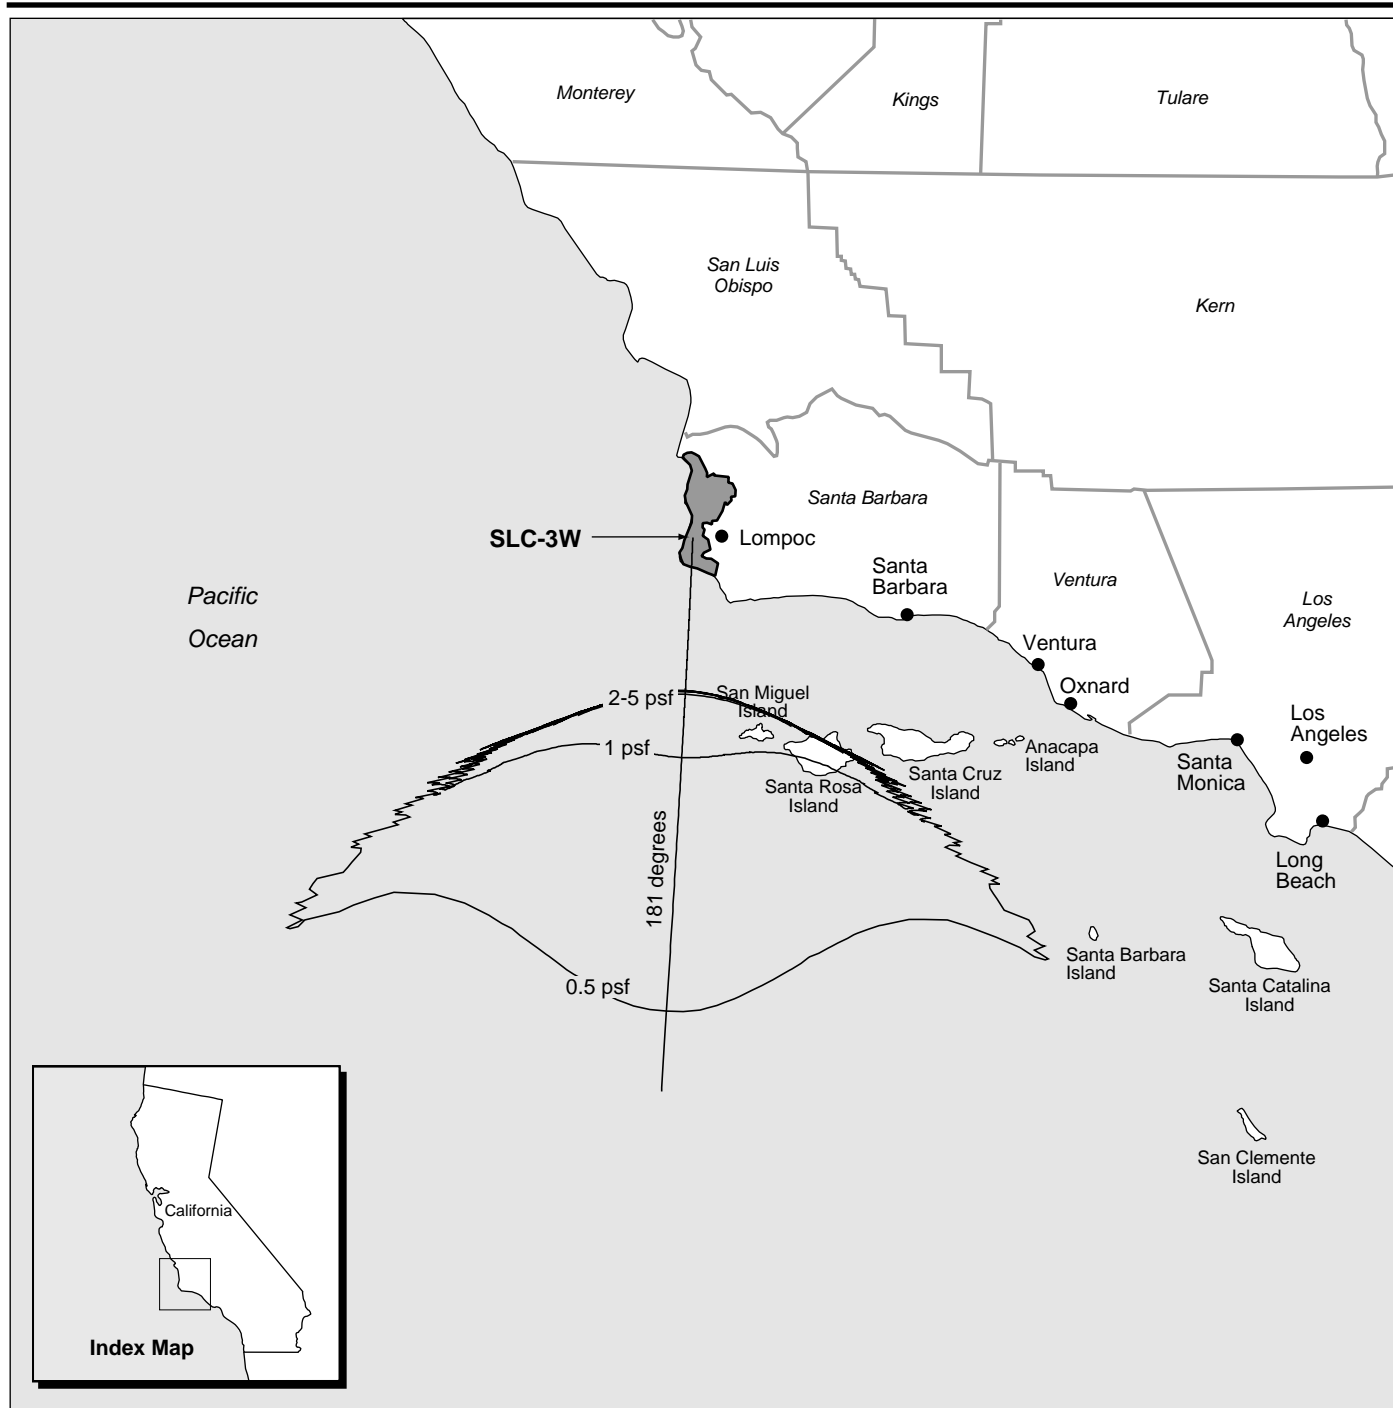 Monterey
Kings
Tulare
San Luis
Obispo
Kern
Santa Barbara
SLC-3W
Lompoc
Santa
Barbara
Ventura
Los
Angeles
Pacific
Ocean
Ventura
Oxnard
2-5 psf
San Miguel
Island
Los
Angeles
1 psf
Anacapa
Island
Santa
Monica
Santa Cruz
Island
Santa Rosa
Island
181 degrees
Long
Beach
Santa Barbara
Island
0.5 psf
Santa Catalina
Island
San Clemente
Island
California
Index Map